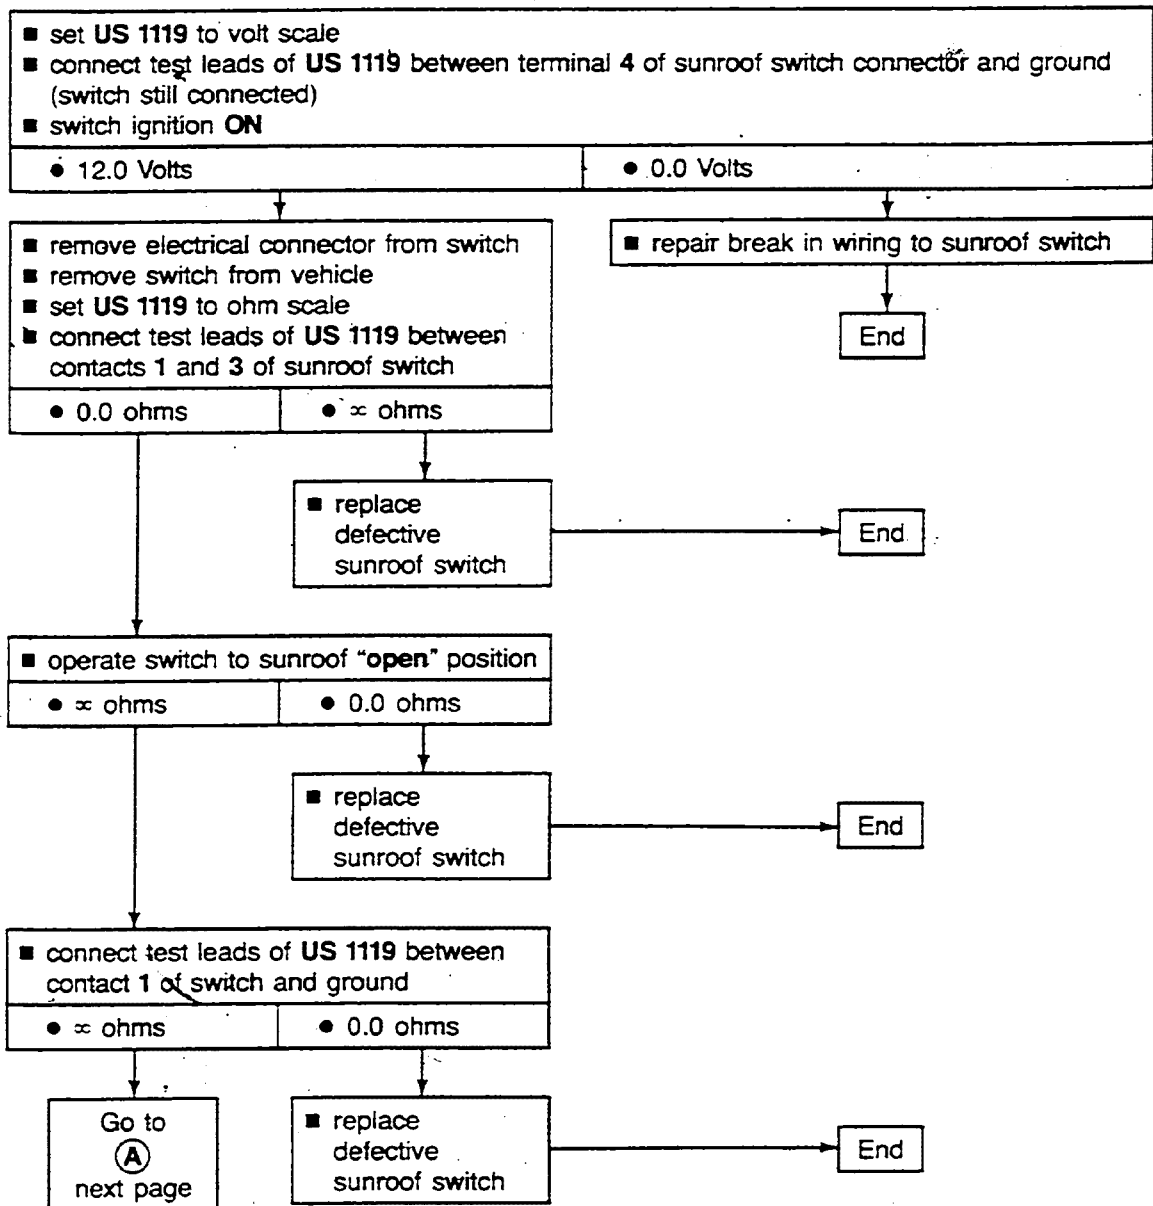 ■ set US 1119 to volt scale
■ connect test leads of US 1119 between terminal 4 of sunroof switch connector and ground
(switch still connected)
■ switch ignition ON
● 12.0 Volts
● 0.0 Volts
■ remove electrical connector from switch
■ remove switch from vehicle
■ set US 1119 to ohm scale
■ connect test leads of US 1119 between
contacts 1 and 3 of sunroof switch
● 0.0 ohms
● ∝ ohms
■ repair break in wiring to sunroof switch
End
■ replace
defective
sunroof switch
End
■ operate switch to sunroof "open" position
● ∝ ohms
● 0.0 ohms
■ replace
defective
sunroof switch
End
■ connect test leads of US 1119 between
contact 1 of switch and ground
● ∝ ohms
● 0.0 ohms
Go to
A
next page
■ replace
defective
sunroof switch
End